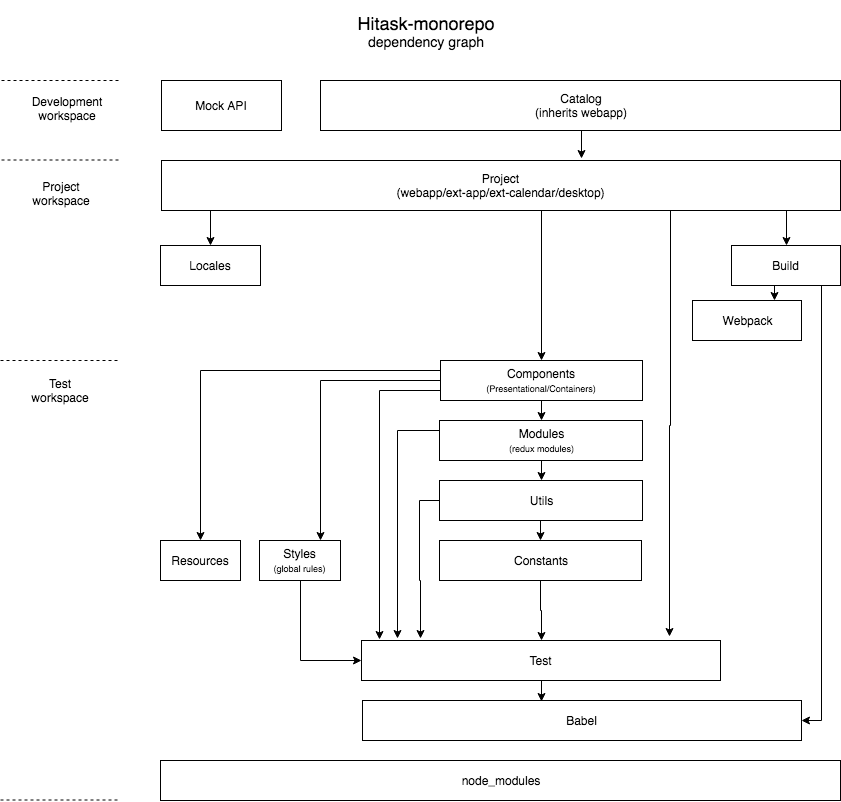 Hitask-monorepo
dependency graph
Development
workspace
Mock API
Catalog
(inherits webapp)
Project
workspace
Project
(webapp/ext-app/ext-calendar/desktop)
Locales
Build
Webpack
Test
workspace
Components
(Presentational/Containers)
Modules
(redux modules)
Utils
Resources
Styles
(global rules)
Constants
Test
Babel
node_modules